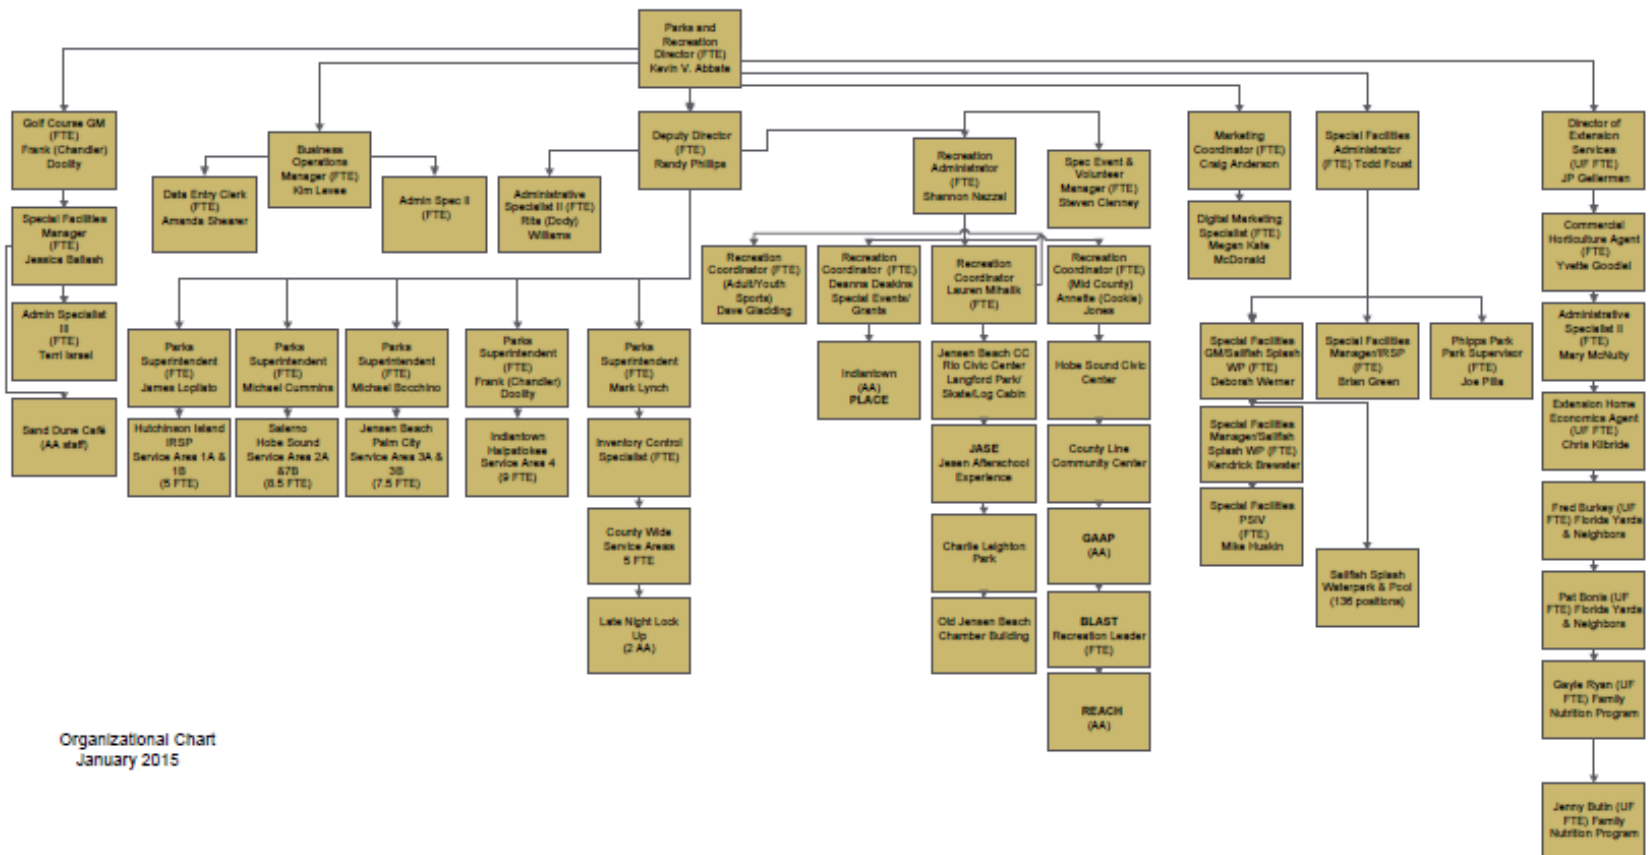 Parks and
Recreation
Director (FTE)
Kevin V. Abbate
Golf Course GM
(FTE)
Frank (Chandler)
Doolity
Business
Operations
Manager (FTE)
Kim Levee
Deputy Director
(FTE)
Randy Phillips
Recreation
Administrator
(FTE)
Shannon Nazzal
Spec Event &
Volunteer
Manager (FTE)
Steven Clenney
Marketing
Coordinator (FTE)
Craig Anderson
Special Facilities
Administrator
(FTE) Todd Foust
Director of
Extension
Services
(UF FTE)
JP Gellerman
Data Entry Clerk
(FTE)
Amanda Shearer
Admin Spec II
(FTE)
Administrative
Specialist II (FTE)
Rita (Dody)
Williams
Special Facilities
Manager
(FTE)
Jessica Ballash
Digital Marketing
Specialist (FTE)
Megan Kate
McDonald
Commercial
Horticulture Agent
(FTE)
Yvette Goodiel
Recreation
Coordinator (FTE)
(Adult/Youth
Sports)
Dave Gladding
Recreation
Coordinator (FTE)
Deanna Deakins
Special Events/
Grants
Recreation
Coordinator
Lauren Mihalik
(FTE)
Recreation
Coordinator (FTE)
(Mid County)
Annette (Cookie)
Jones
Admin Specialist
III
(FTE)
Terri Israel
Parks
Superintendent
(FTE)
James Lopilato
Parks
Superintendent
(FTE)
Michael Cummins
Parks
Superintendent
(FTE)
Michael Bocchino
Parks
Superintendent
(FTE)
Frank (Chandler)
Doolity
Parks
Superintendent
(FTE)
Mark Lynch
Indiantown
(AA)
PLACE
Jensen Beach CC
Rio Civic Center
Langford Park/
Skate/Log Cabin
Hobe Sound Civic
Center
Special Facilities
GM/Sailfish Splash
WP (FTE)
Deborah Werner
Special Facilities
Manager/IRSP
(FTE)
Brian Green
Phipps Park
Park Supervisor
(FTE)
Joe Pilla
Administrative
Specialist II
(FTE)
Mary McNulty
Sand Dune Café
(AA staff)
Hutchinson Island
IRSP
Service Area 1A &
1B
(5 FTE)
Salerno
Hobe Sound
Service Area 2A
&7B
(8.5 FTE)
Jensen Beach
Palm City
Service Area 3A &
3B
(7.5 FTE)
Indiantown
Halpatiokee
Service Area 4
(9 FTE)
Inventory Control
Specialist (FTE)
JASE
Jesen Afterschool
Experience
County Line
Community Center
Special Facilities
Manager/Sailfish
Splash WP (FTE)
Kendrick Brewster
Extension Home
Economics Agent
(UF FTE)
Chris Kilbride
County Wide
Service Areas
5 FTE
Charlie Leighton
Park
GAAP
(AA)
Special Facilities
PSIV
(FTE)
Mike Huskin
Sailfish Splash
Waterpark & Pool
(136 positions)
Fred Burkey (UF
FTE) Florida Yards
& Neighbors
Late Night Lock
Up
(2 AA)
Old Jensen Beach
Chamber Building
BLAST
Recreation Leader
(FTE)
Pat Bonis (UF
FTE) Florida Yards
& Neighbors
REACH
(AA)
Gayle Ryan (UF
FTE) Family
Nutrition Program
Jenny Butin (UF
FTE) Family
Nutrition Program
Organizational Chart
January 2015